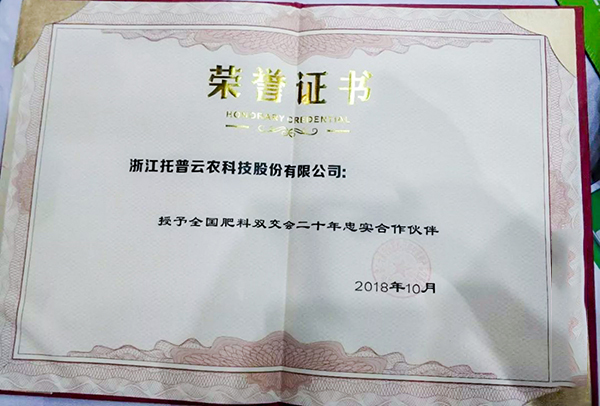 荣誉证书
HONORARY CREDENTIAL
浙江托普云农科技股份有限公司:
授予全国肥料双交会二十年忠实合作伙伴
2018年10月